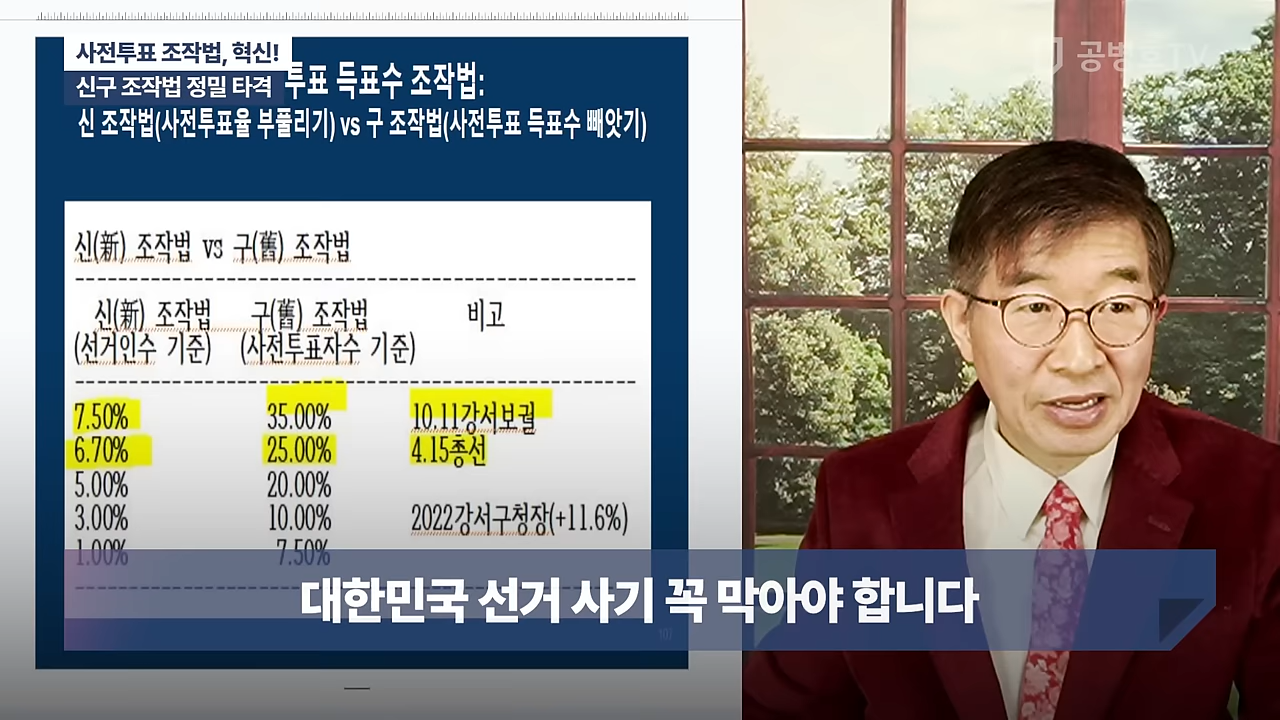 사전투표 조작법, 혁신!
신구 조작법 정밀 타격
투표 득표수 조작법:
신 조작법(사전투표율 부풀리기) vs 구 조작법(사전투표 득표수 빼앗기)
공병호TV
신(新) 조작법 vs 구(舊) 조작법
신(新) 조작법 구(舊) 조작법 비고
(선거인수 기준) (사전투표자수 기준)
7.50% 35.00% 10.11강서보궐
6.70% 25.00% 4.15총선
5.00% 20.00%
3.00% 10.00% 2022강서구청장(+11.6%)
1.00% 7.50%
대한민국 선거 사기 꼭 막아야 합니다
107